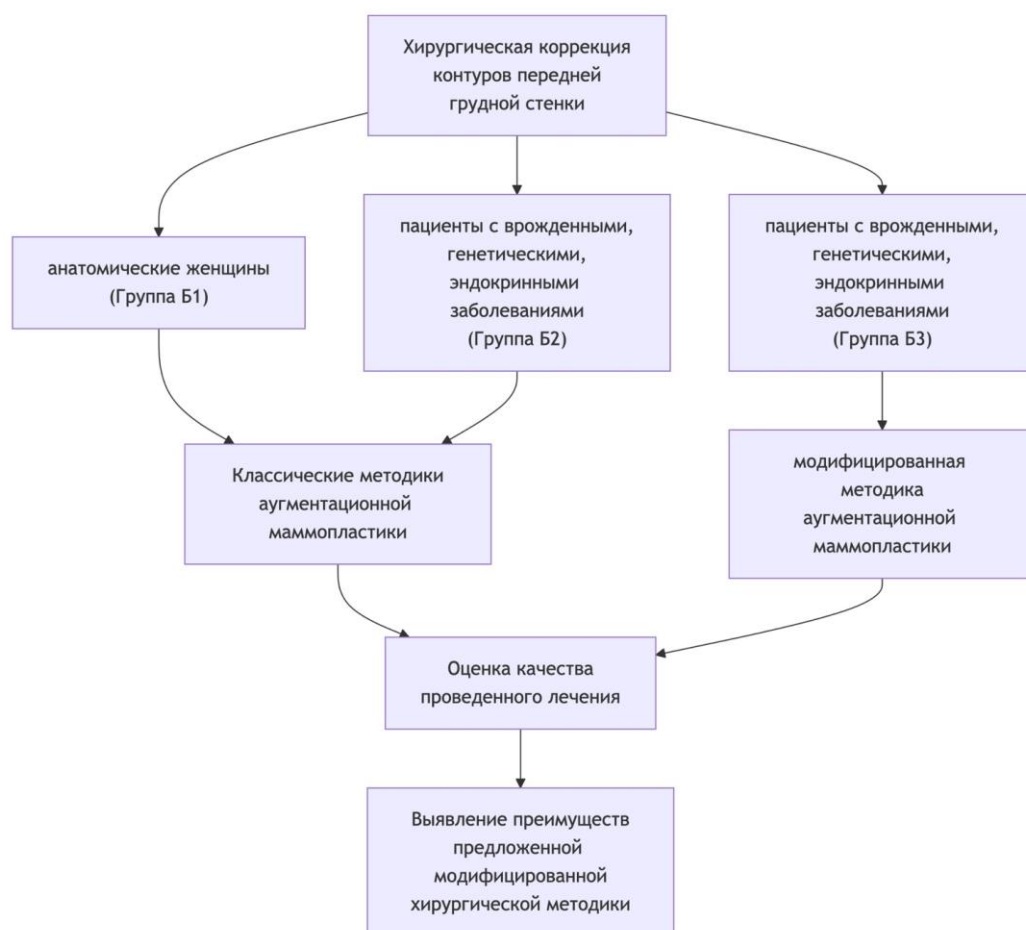 Хирургическая коррекция
контуров передней
грудной стенки
анатомические женщины
(Группа Б1)
пациенты с врожденными,
генетическими,
эндокринными
заболеваниями
(Группа Б2)
пациенты с врожденными,
генетическими,
эндокринными
заболеваниями
(Группа Б3)
Классические методики
аугментационной
маммопластики
модифицированная
методика
аугментационной
маммопластики
Оценка качества
проведенного лечения
Выявление преимуществ
предложенной
модифицированной
хирургической методики